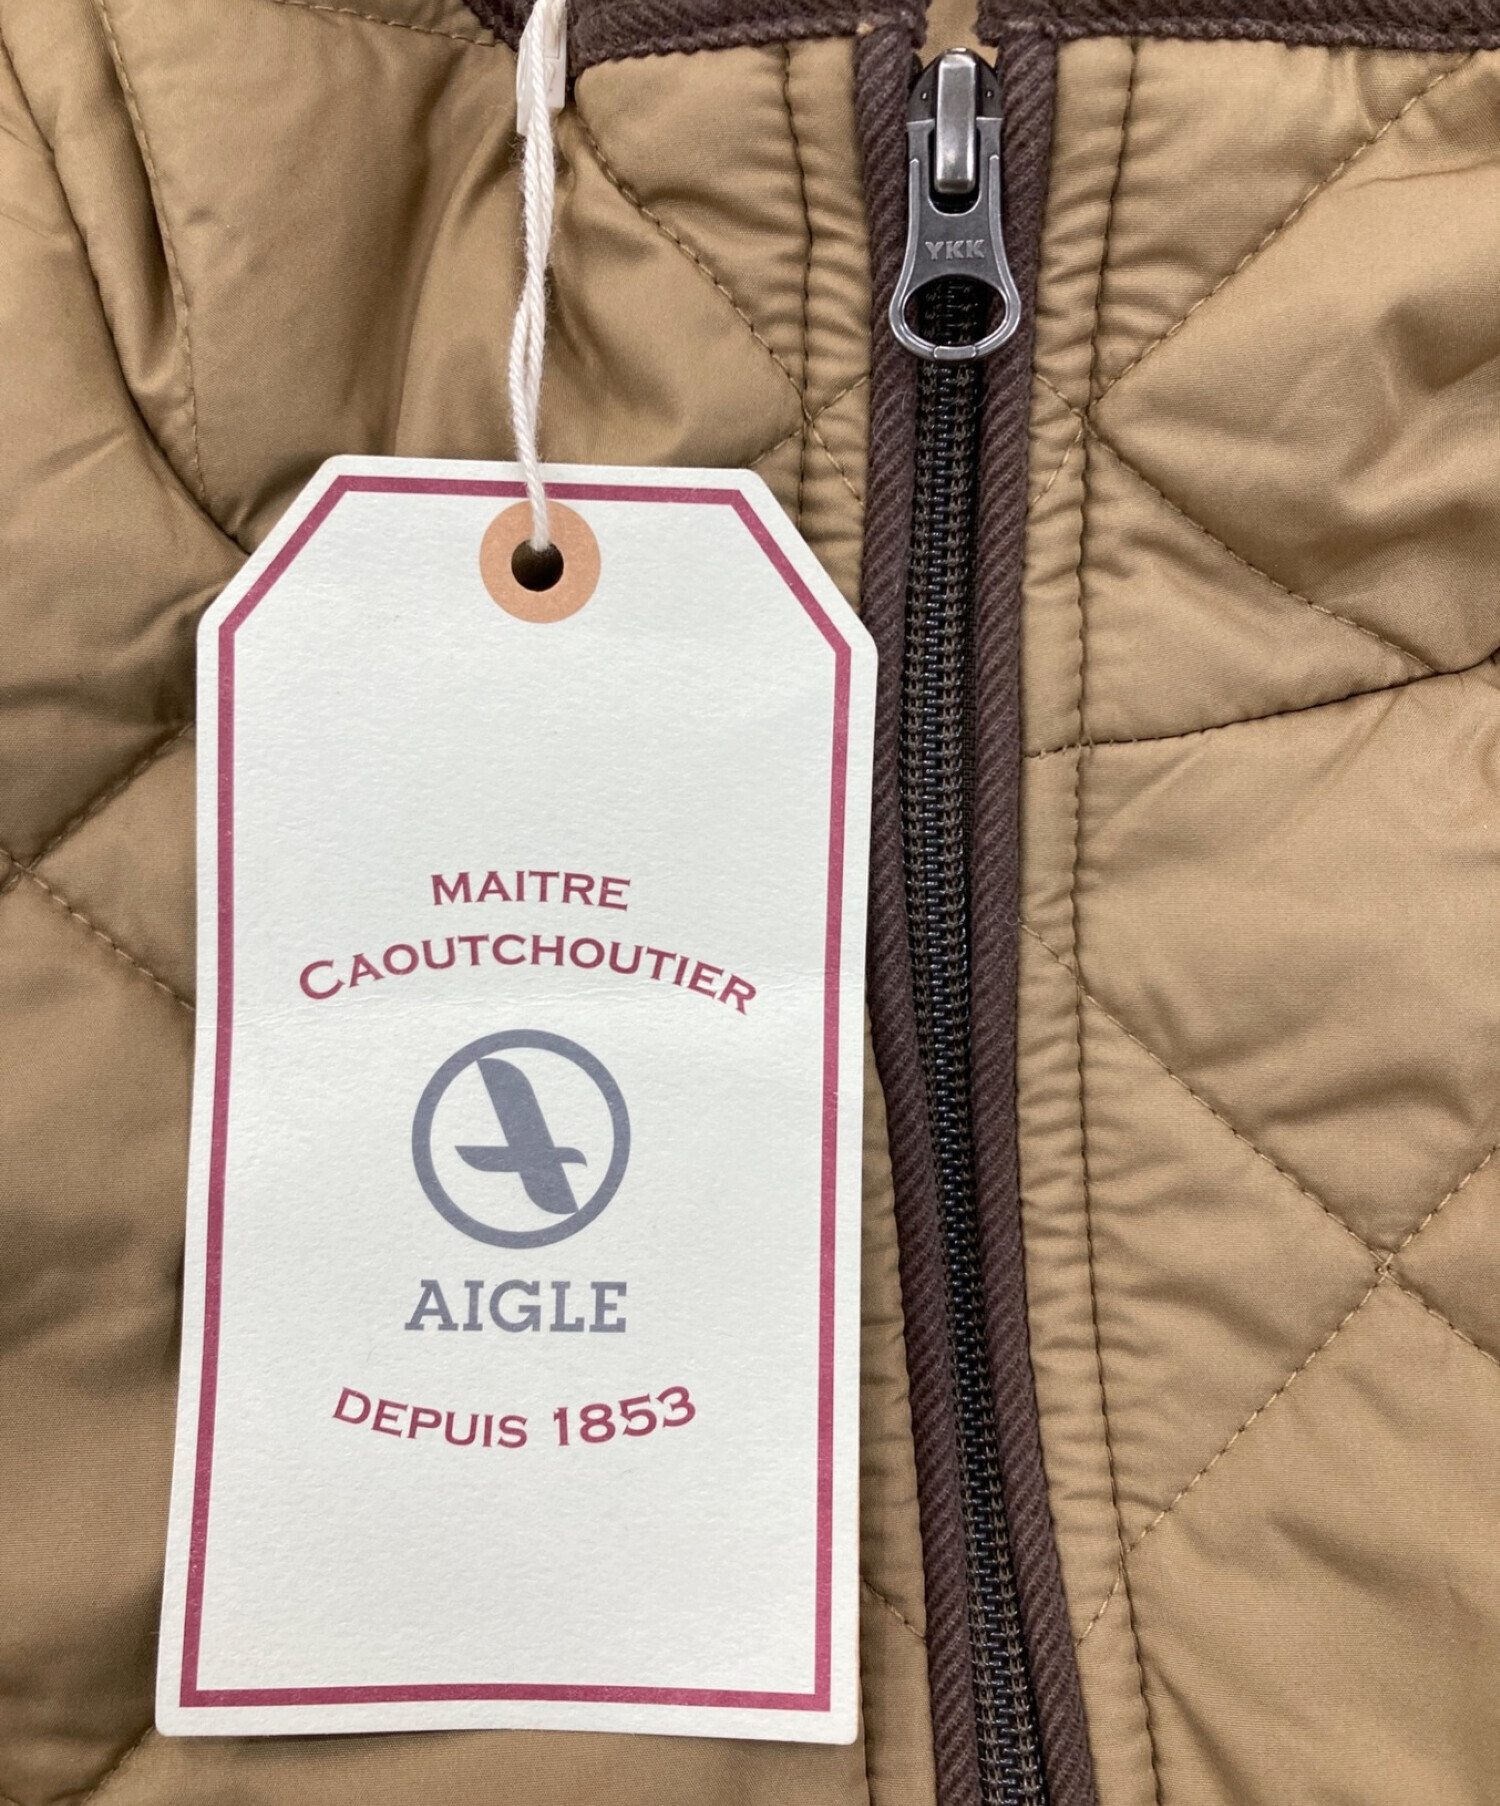 YKK
MAITRE
CAOUTCHOUTIER
AIGLE
DEPUIS 1853